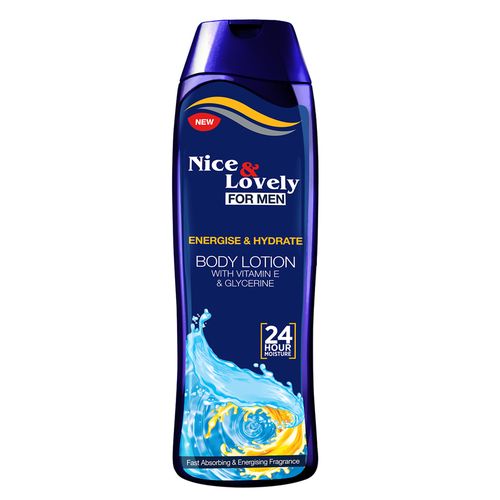 NEW
Nice &
Lovely
FOR MEN
ENERGISE & HYDRATE
BODY LOTION
WITH VITAMIN E
& GLYCERINE
24
HOUR
MOISTURE
Fast Absorbing & Energising Fragrance